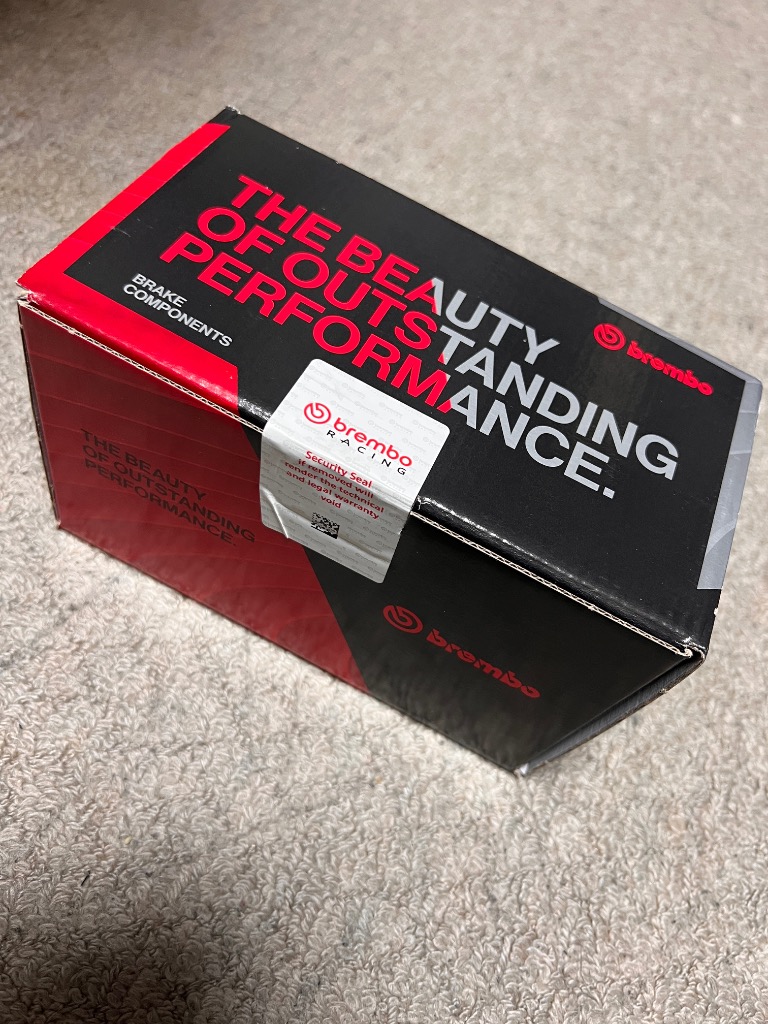 THE BEAUTY
OF OUTSTANDING
PERFORMANCE.
BRAKE
COMPONENTS
brembo
brembo
RACING
Security Seal
if removed will
render the technical
and legal warranty
void
THE BEAUTY
OF OUTSTANDING
PERFORMANCE.
brembo